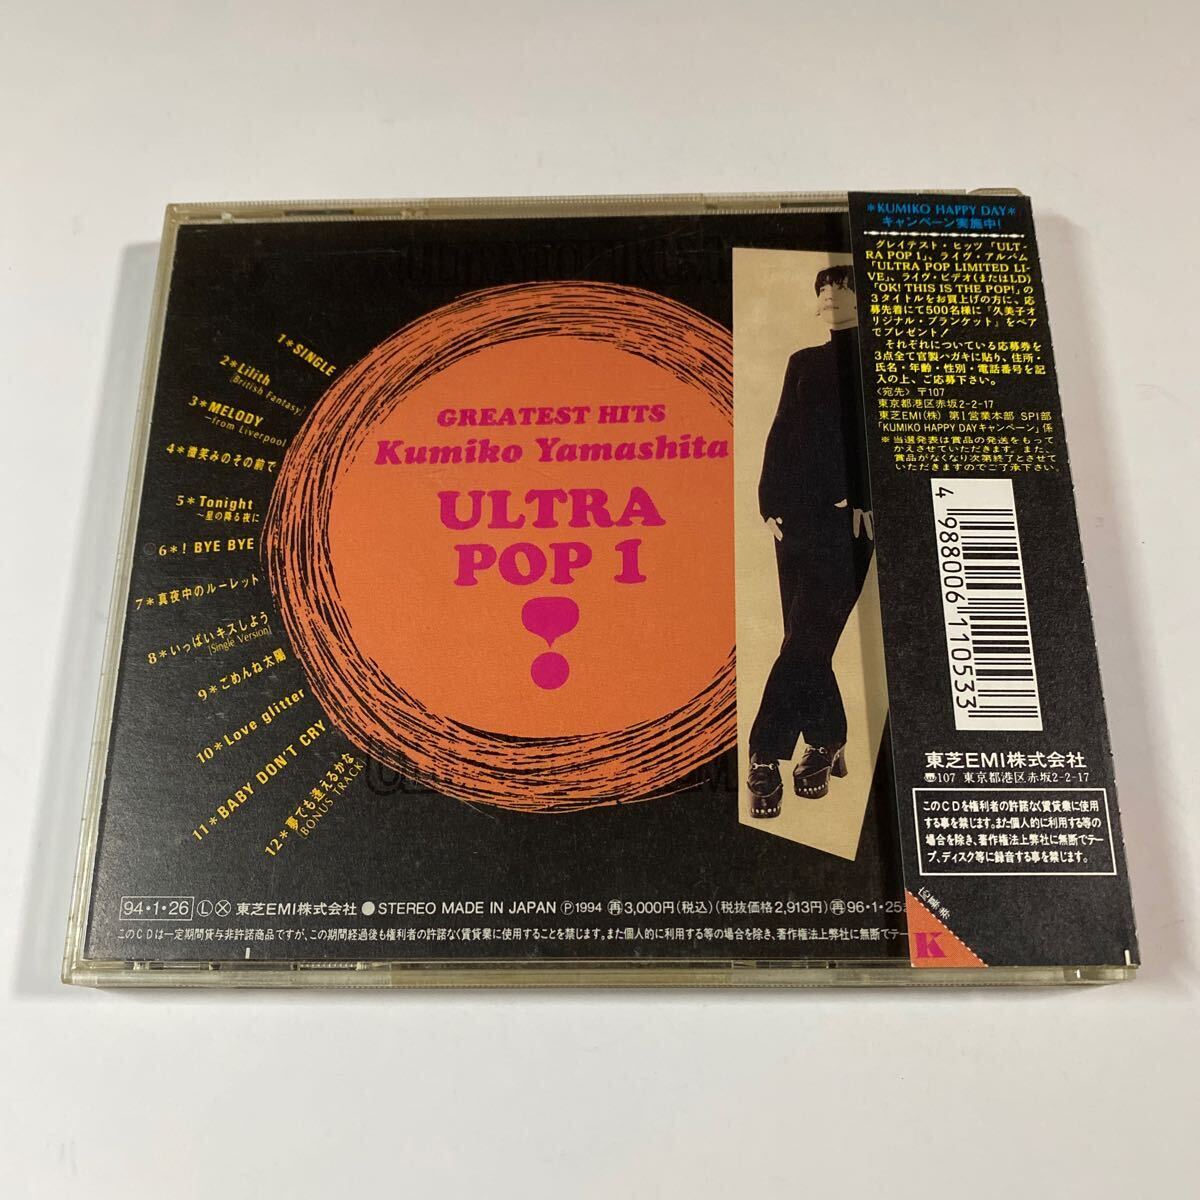 1*SINGLE
2*Lilith
[British Fantasy]
3*MELODY
~from Liverpool
4*微笑みのその前で
5*Tonight
~星の降る夜に
6*! BYE BYE
7*真夜中のルーレット
8*いっぱいキスしよう
[Single Version]
9*ごめんね太陽
10*Love glitter
11*BABY DON'T CRY
12*夢でも逢えるかな
(BONUS TRACK)
GREATEST HITS
Kumiko Yamashita
ULTRA
POP 1
94・1・26 Ⓛ Ⓧ 東芝EMI株式会社 ● STEREO MADE IN JAPAN Ⓟ1994 ㊢3,000円(税込)(税抜価格2,913円)㊢96・1・25ま
このCDは一定期間貸与非許諾商品ですが、この期間経過後も権利者の許諾なく賃貸業に使用することを禁じます。また個人的に利用する等の場合を除き、著作権法上弊社に無断でテー
*KUMIKO HAPPY DAY*
キャンペーン実施中!
グレイテスト・ヒッツ「ULT-
RA POP 1」、ライヴ・アルバム
「ULTRA POP LIMITED LI-
VE」、ライヴ・ビデオ(またはLD)
「OK! THIS IS THE POP!」の
3タイトルをお買上げの方に、応
募先着にて500名様に『久美子オ
リジナル・ブランケット』をペア
でプレゼント!
それぞれについている応募券を
3点全て官製ハガキに貼り、住所・
氏名・年齢・性別・電話番号を記
入の上、ご応募下さい。
〈宛先〉〒107
東京都港区赤坂2-2-17
東芝EMI(株) 第1営業本部 SPI部
「KUMIKO HAPPY DAYキャンペーン」係
※当選発表は賞品の発送をもって
かえさせていただきます。また、
賞品がなくなり次第終了とさせて
いただきますのでご了承下さい。
4 988006 110533
東芝EMI株式会社
〠107 東京都港区赤坂2-2-17
このCDを権利者の許諾なく賃貸業に使用
する事を禁じます。また個人的に利用する等の
場合を除き、著作権法上弊社に無断でテー
プ、ディスク等に録音する事を禁じます。
応募券
K